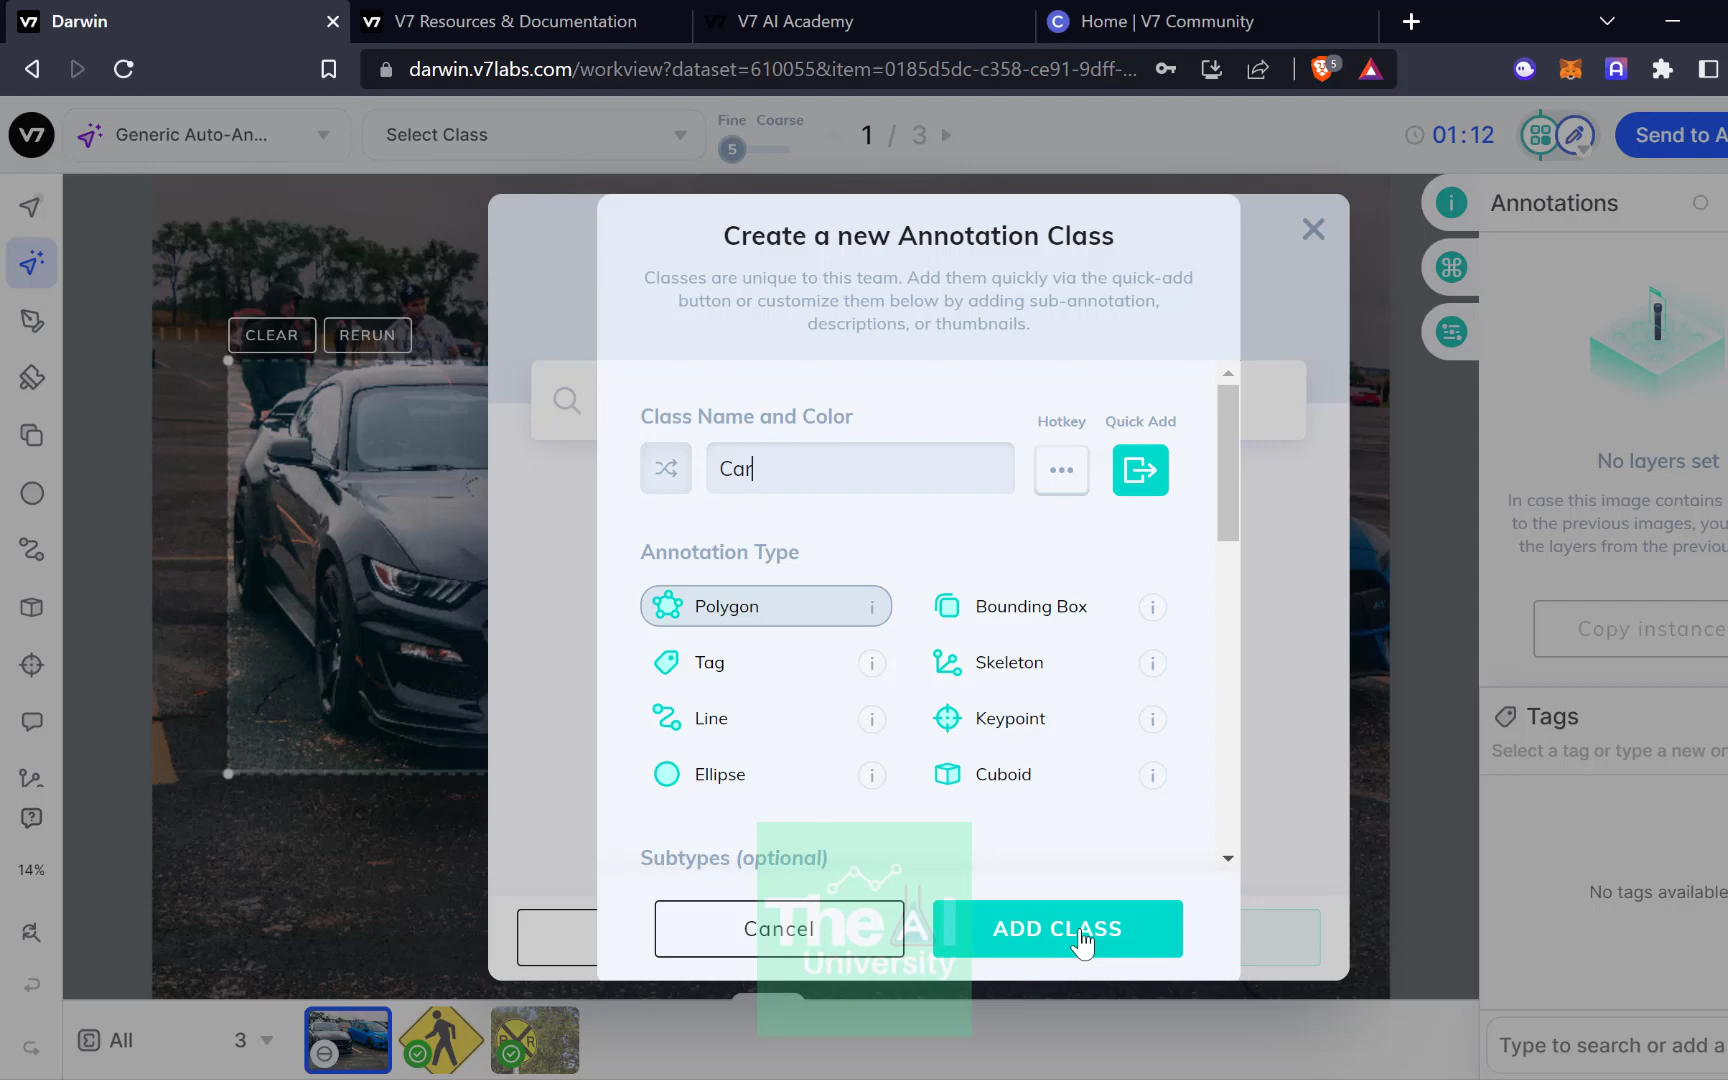 Darwin
V7 Resources & Documentation
V7 AI Academy
Home | V7 Community
darwin.v7labs.com/workview?dataset=610055&item=0185d5dc-c358-ce91-9dff-...
5
V7
Generic Auto-An...
Select Class
Fine Coarse
5
1 / 3
01:12
Send to A
Create a new Annotation Class
Classes are unique to this team. Add them quickly via the quick-add
button or customize them below by adding sub-annotation,
descriptions, or thumbnails.
Annotations
CLEAR
RERUN
Class Name and Color
Hotkey
Quick Add
Car
No layers set
In case this image contains
to the previous images, you
the layers from the previou
Annotation Type
Polygon
Bounding Box
Tag
Skeleton
Line
Keypoint
Ellipse
Cuboid
Copy instance
Tags
Select a tag or type a new or
Subtypes (optional)
14%
No tags available
Cancel
ADD CLASS
The AI
University
All
3
R R
Type to search or add a